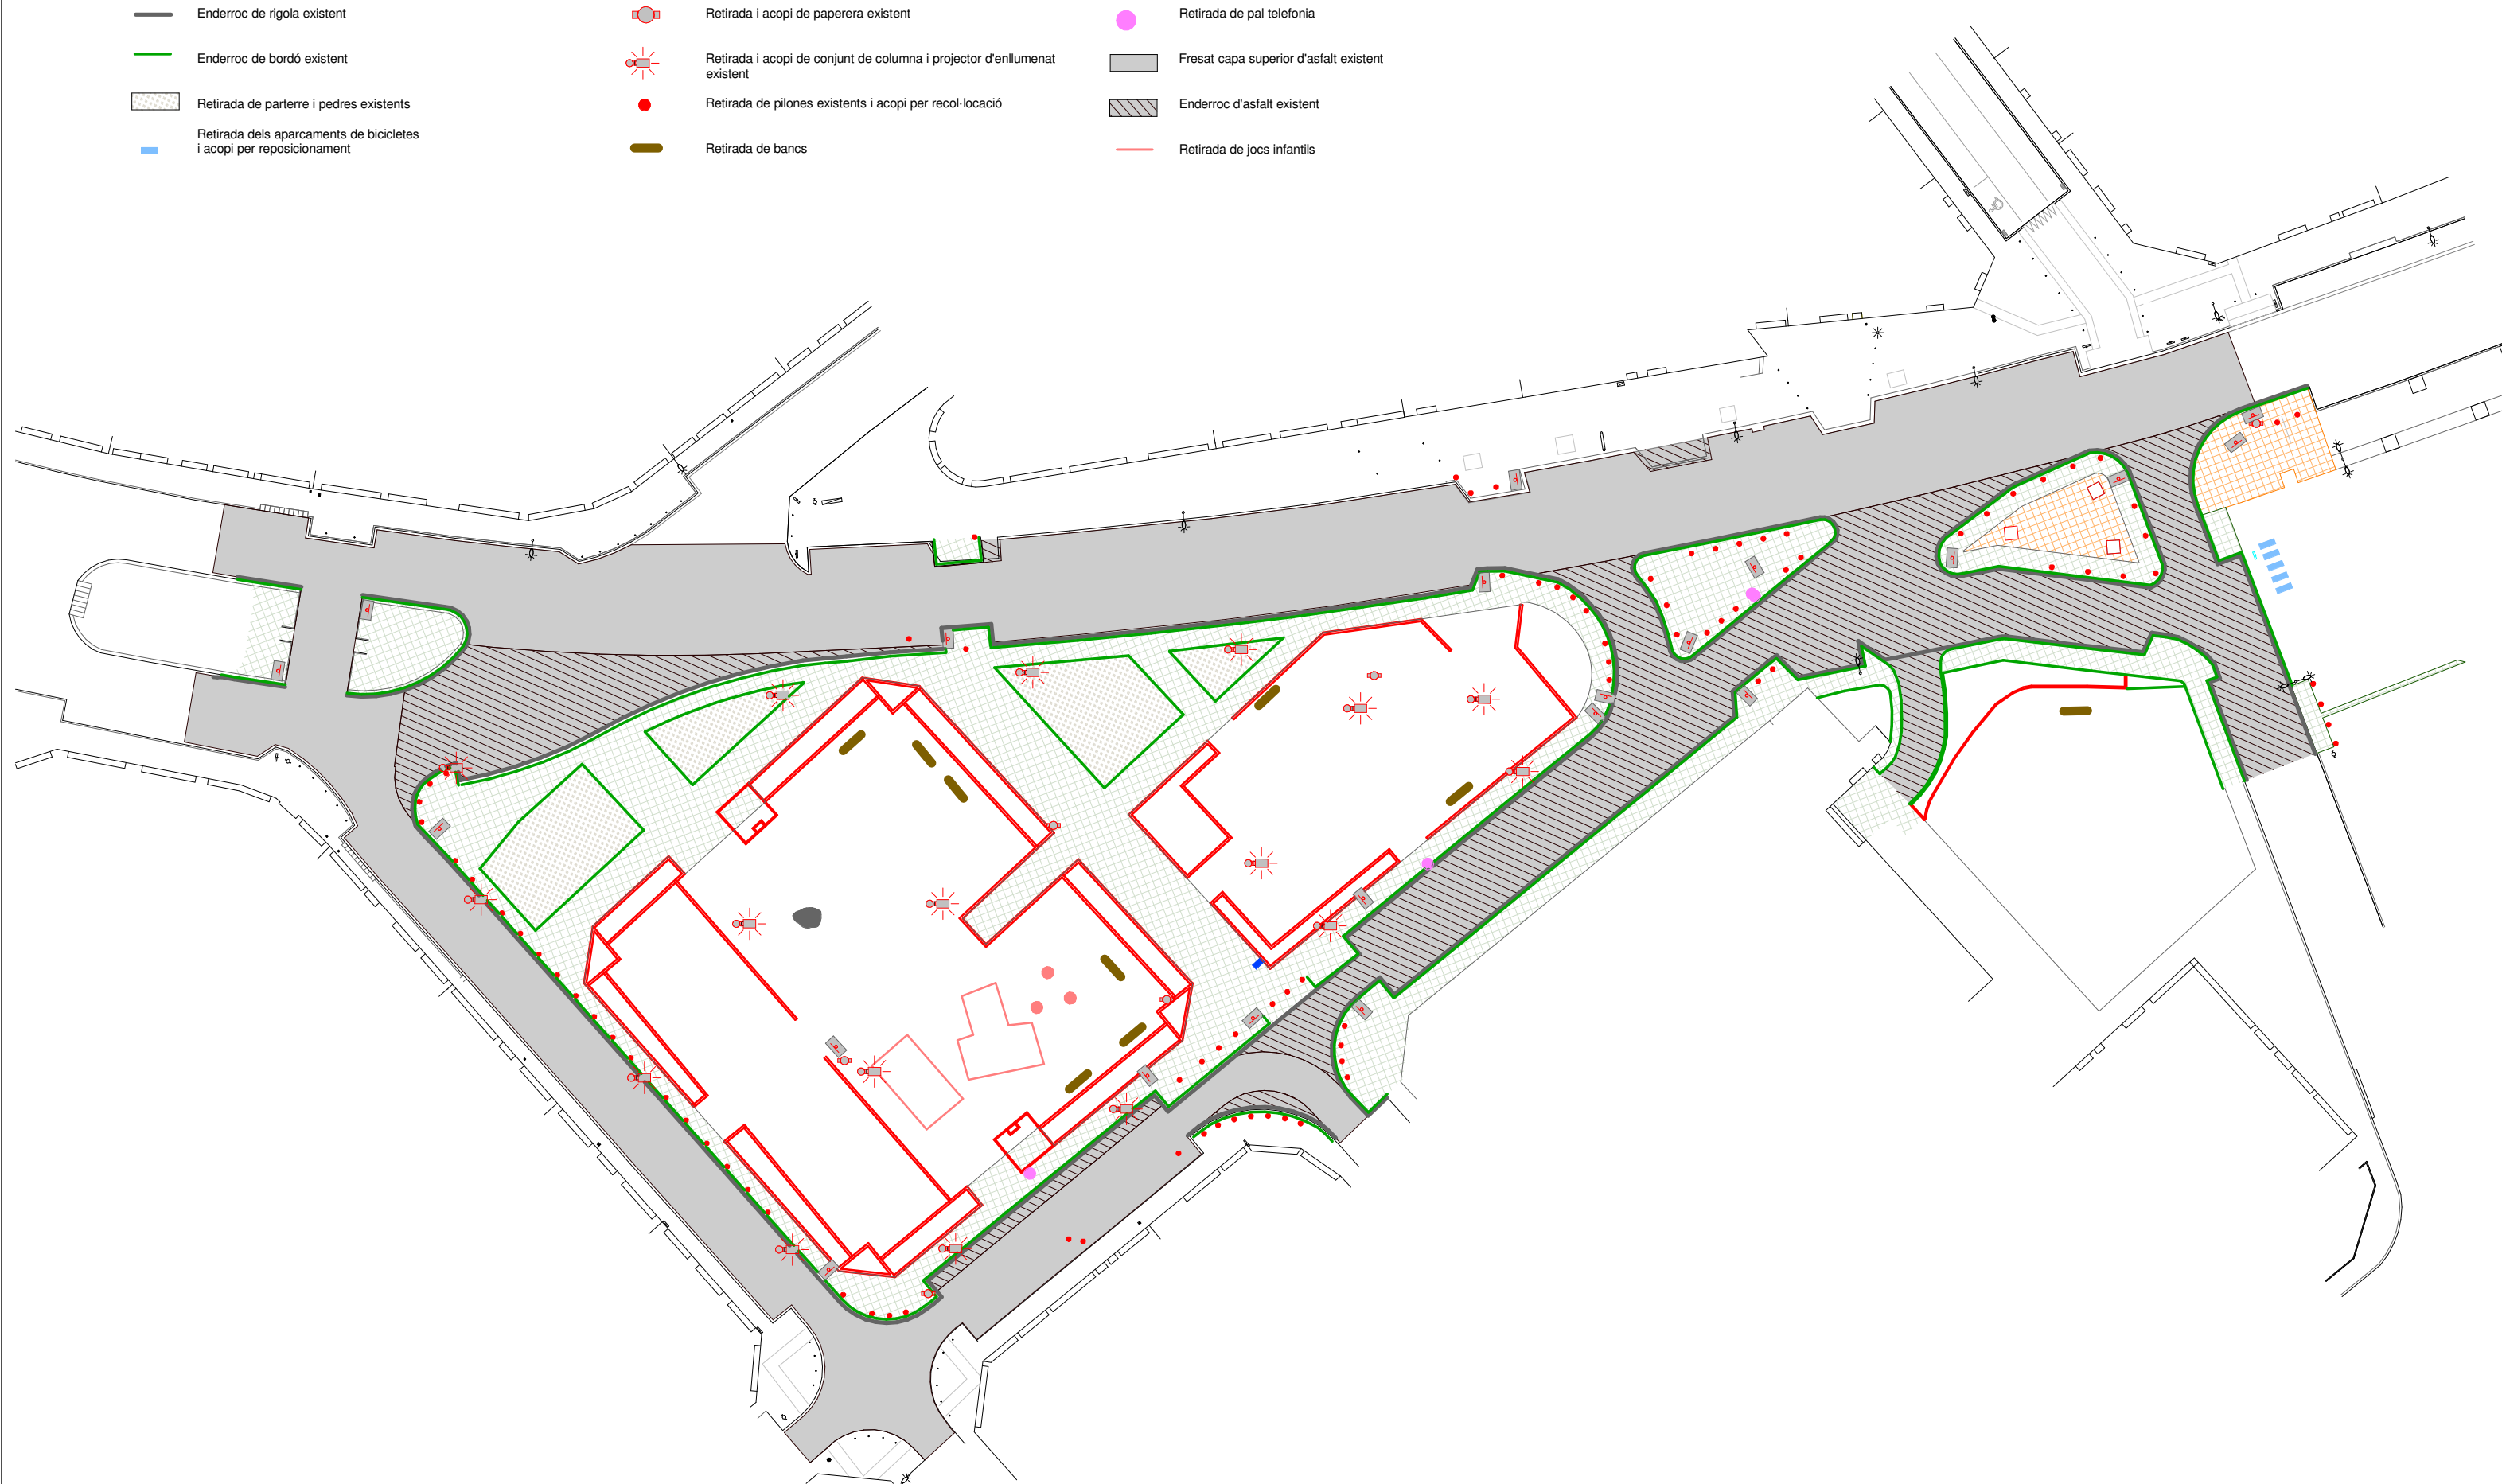 Enderroc de rigola existent
Enderroc de bordó existent
Retirada de parterre i pedres existents
Retirada dels aparcaments de bicicletes
i acopi per reposicionament
Retirada i acopi de paperera existent
Retirada i acopi de conjunt de columna i projector d'enllumenat
existent
Retirada de pilones existents i acopi per recol·locació
Retirada de bancs
Retirada de pal telefonia
Fresat capa superior d'asfalt existent
Enderroc d'asfalt existent
Retirada de jocs infantils